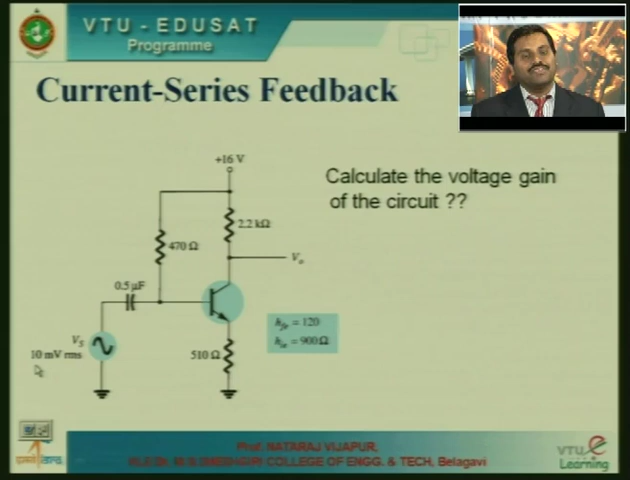 VTU - EDUSAT
Programme
Current-Series Feedback
+16 V
Calculate the voltage gain
of the circuit ??
2.2 kΩ
470 Ω
Vo
0.5 µF
hfe = 120
hie = 900 Ω
VS
10 mV rms
510 Ω
Prof. NATARAJ VIJAPUR,
COLLEGE OF ENGG. & TECH, Belagavi
VTU e
Learning